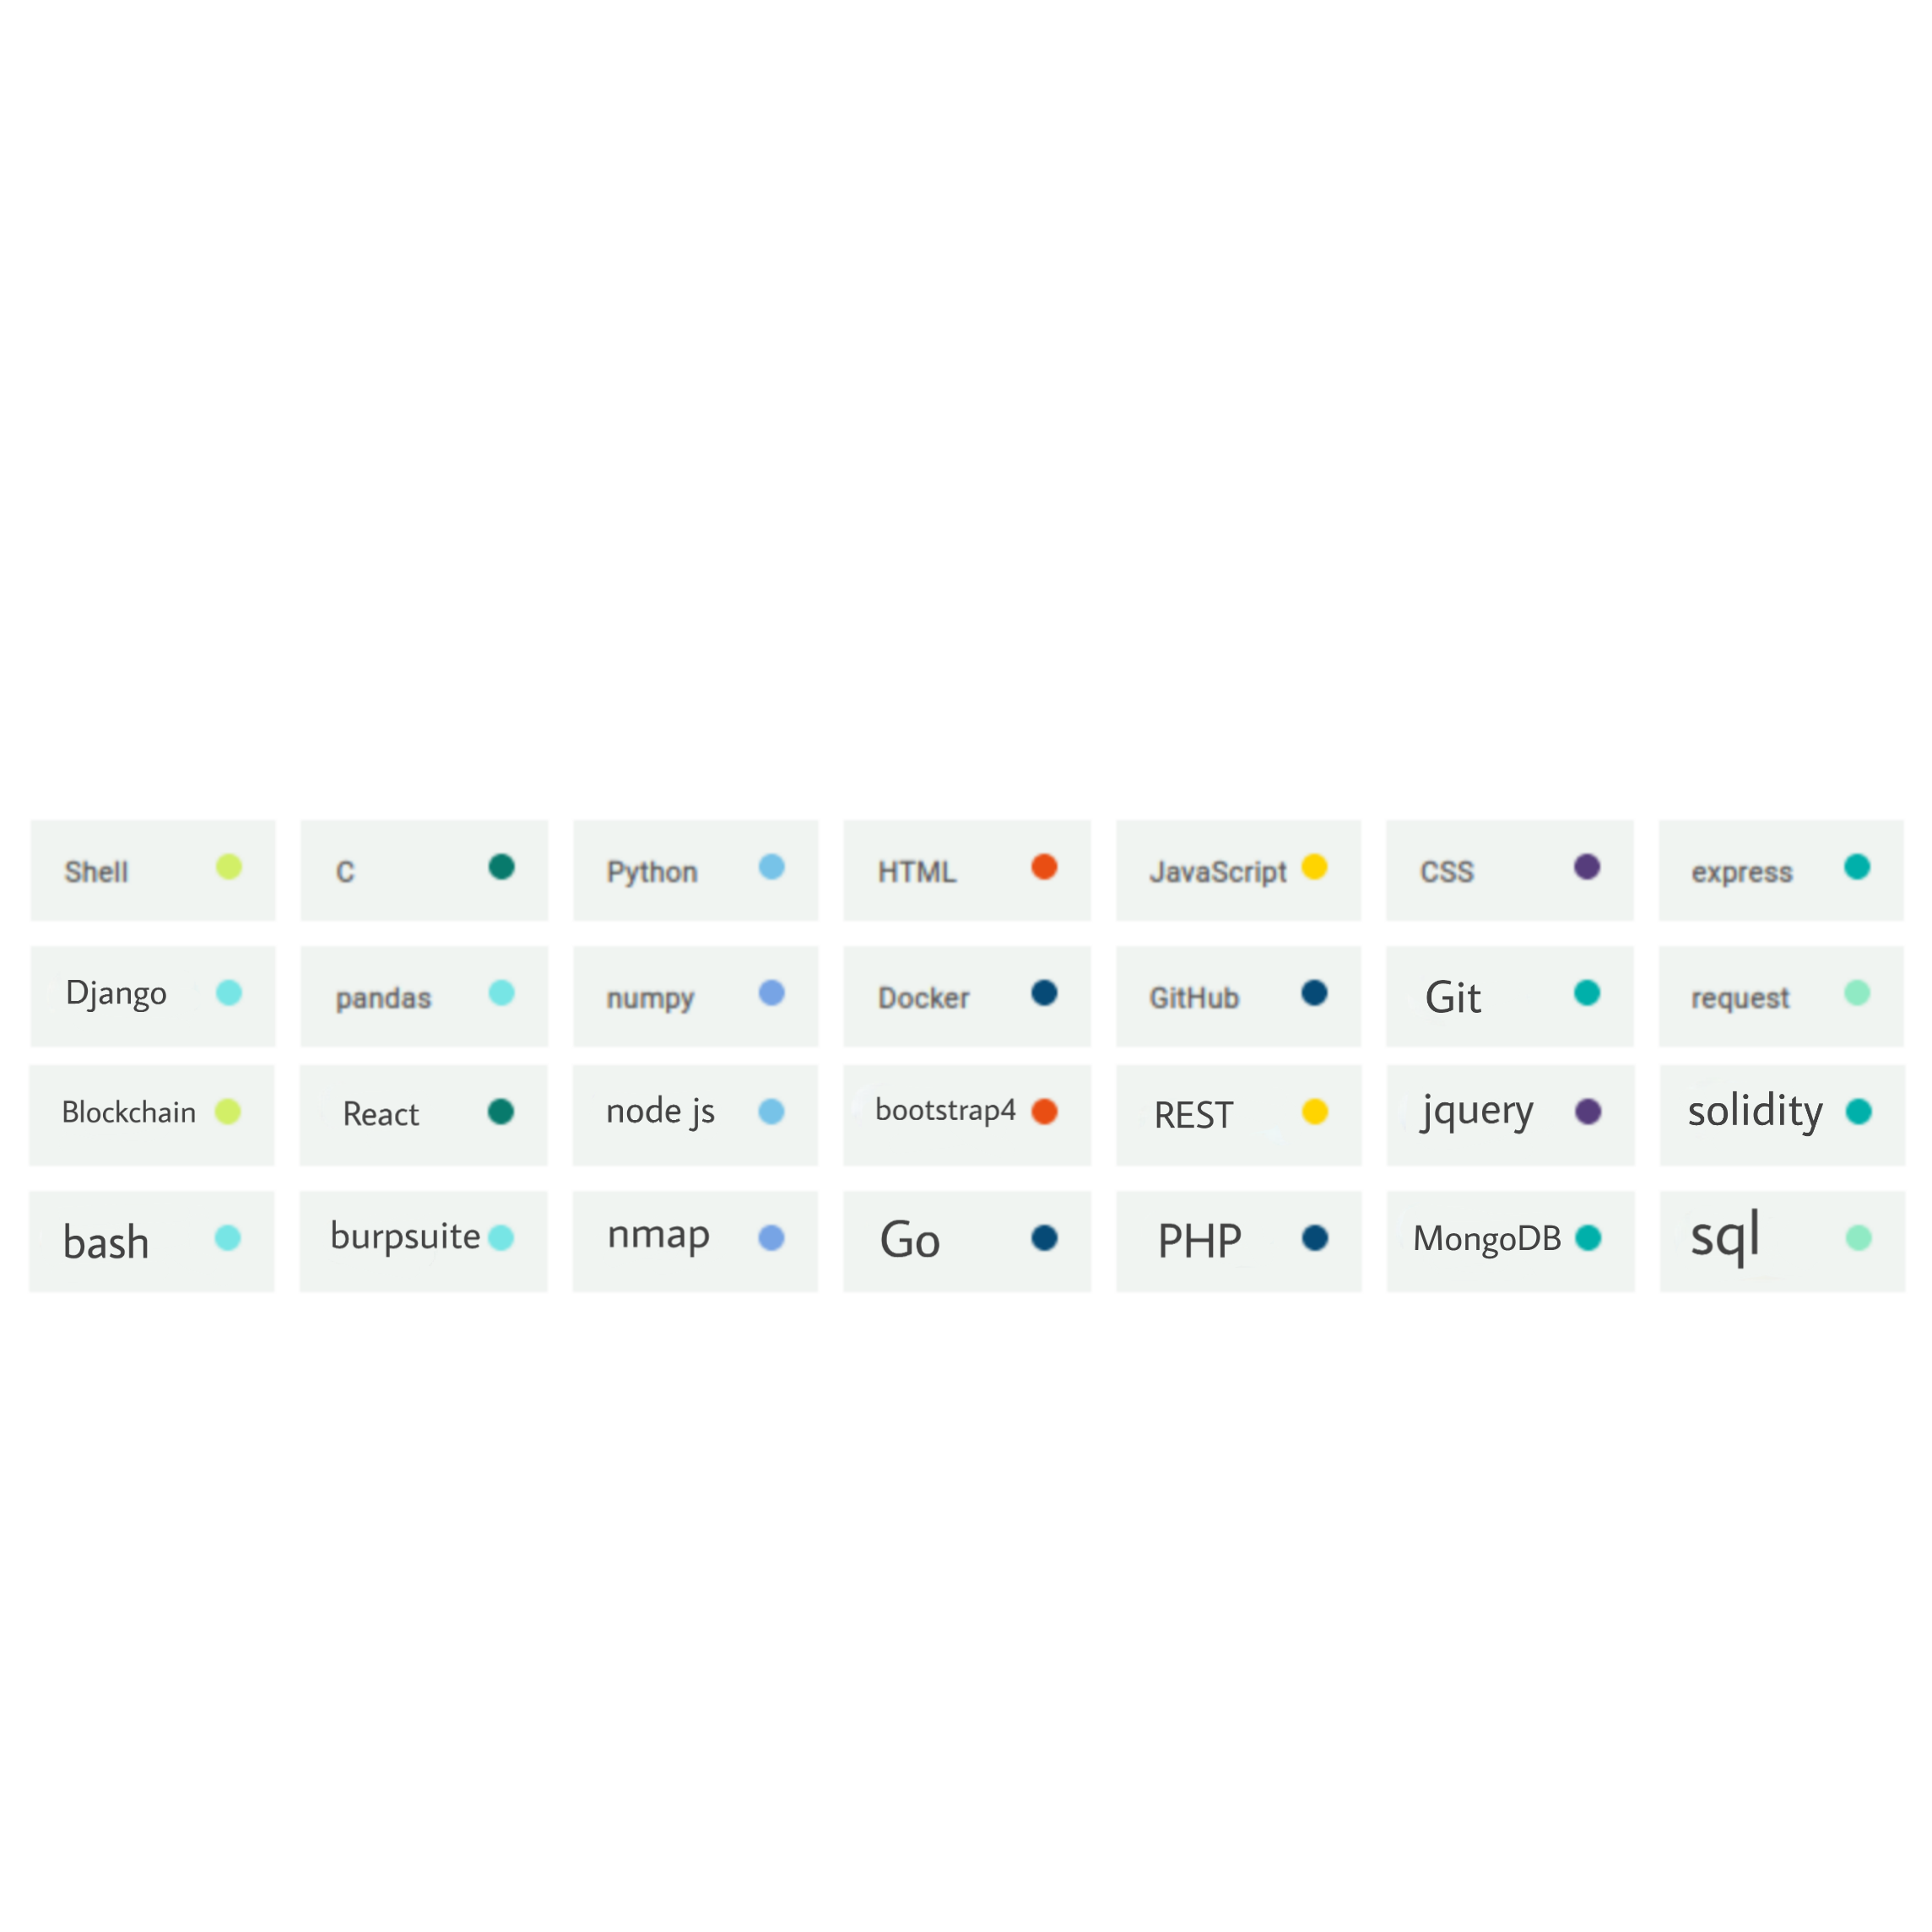 Shell C Python HTML JavaScript CSS express
Django pandas numpy Docker GitHub Git request
Blockchain React node js bootstrap4 REST jquery solidity
bash burpsuite nmap Go PHP MongoDB sql